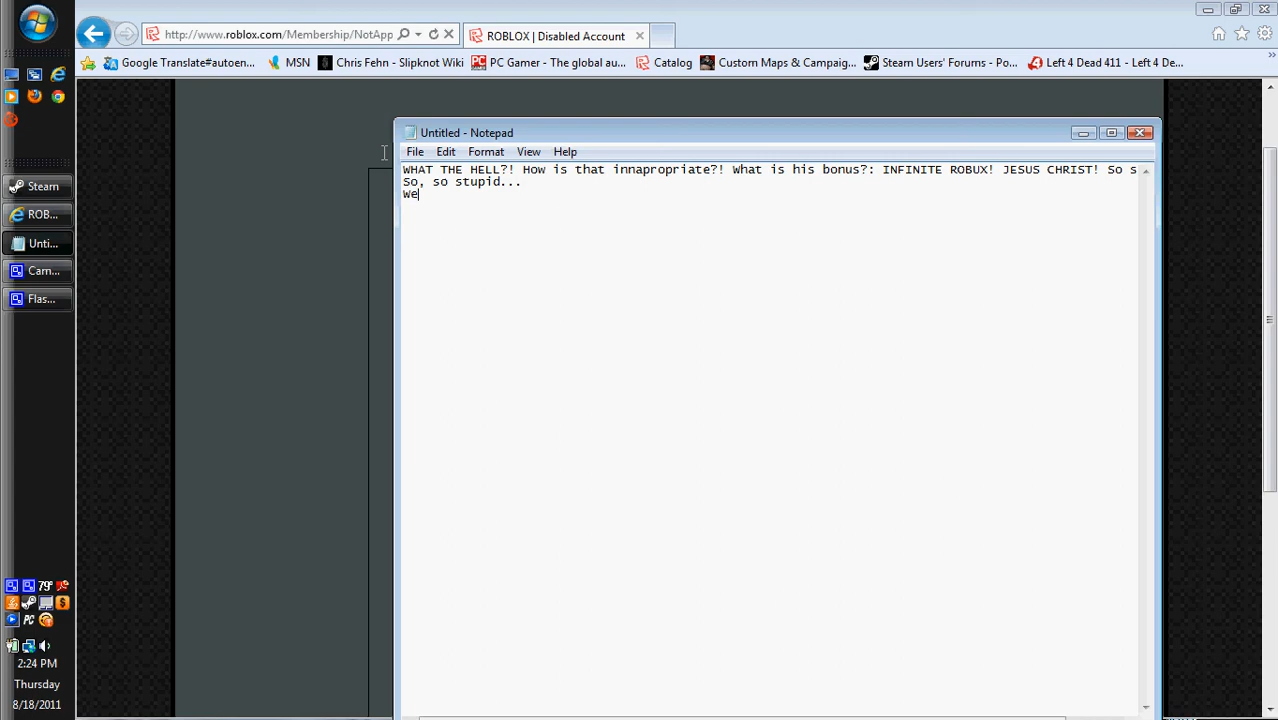 http://www.roblox.com/Membership/NotApp
ROBLOX | Disabled Account
Google Translate#autoen...
MSN
Chris Fehn - Slipknot Wiki
PC Gamer - The global au...
Catalog
Custom Maps & Campaig...
Steam Users' Forums - Po...
Left 4 Dead 411 - Left 4 De...
Untitled - Notepad
File Edit Format View Help
WHAT THE HELL?! How is that innapropriate?! What is his bonus?: INFINITE ROBUX! JESUS CHRIST! So s
So, so stupid...
We
Steam
ROB...
Unti...
Cam...
Flas...
79°
PC
2:24 PM
Thursday
8/18/2011